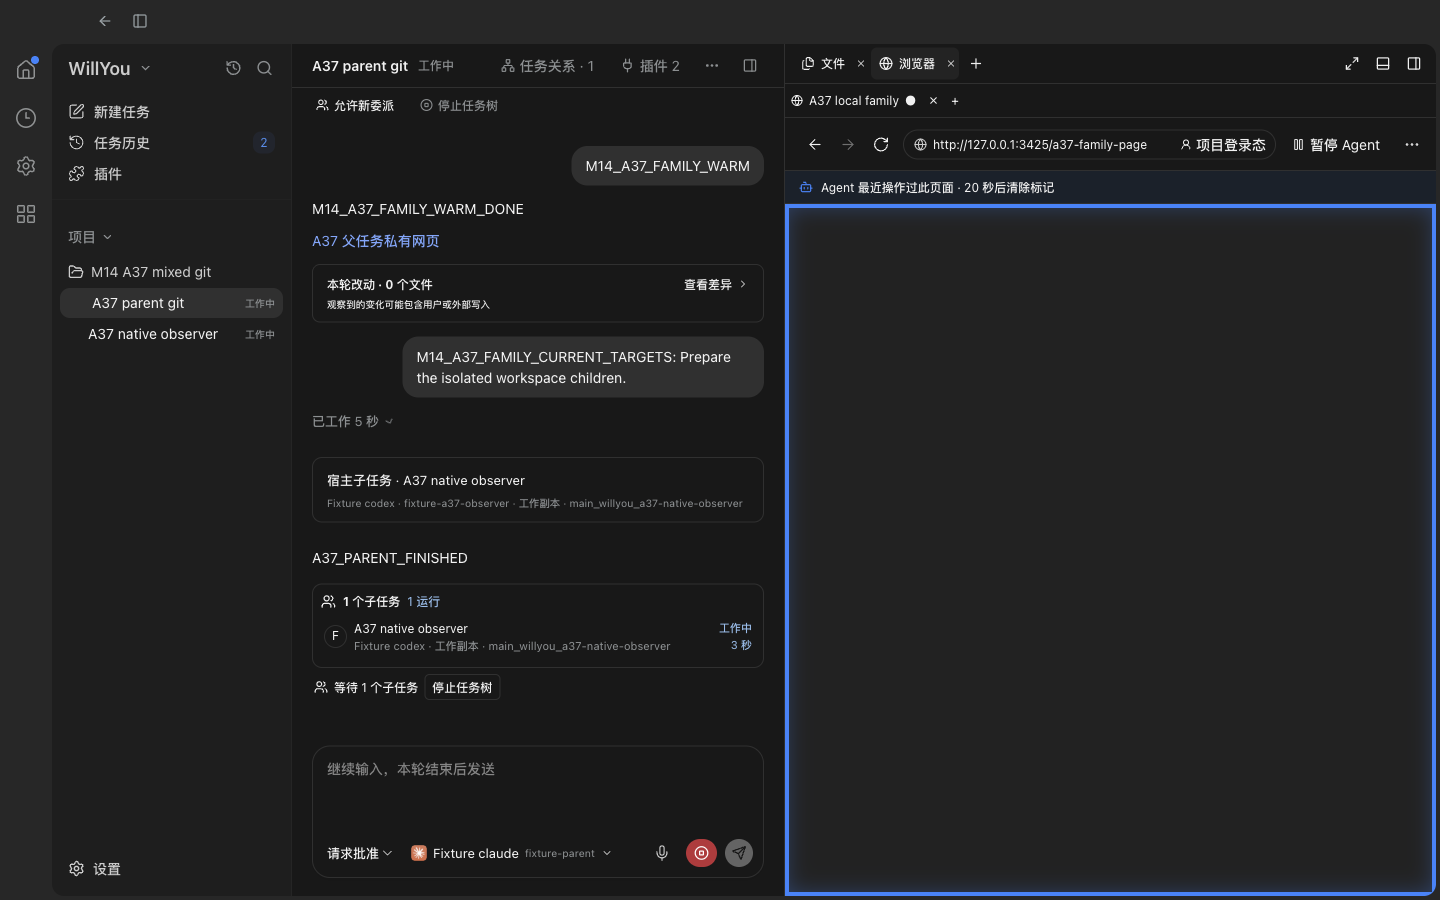 WillYou
新建任务
任务历史 2
插件
项目
M14 A37 mixed git
A37 parent git 工作中
A37 native observer 工作中
设置
A37 parent git 工作中 任务关系 · 1 插件 2
允许新委派 停止任务树
M14_A37_FAMILY_WARM
M14_A37_FAMILY_WARM_DONE
A37 父任务私有网页
本轮改动 · 0 个文件 查看差异
观察到的变化可能包含用户或外部写入
M14_A37_FAMILY_CURRENT_TARGETS: Prepare
the isolated workspace children.
已工作 5 秒
宿主子任务 · A37 native observer
Fixture codex · fixture-a37-observer · 工作副本 · main_willyou_a37-native-observer
A37_PARENT_FINISHED
1 个子任务 1 运行
F
A37 native observer 工作中
Fixture codex · 工作副本 · main_willyou_a37-native-observer 3 秒
等待 1 个子任务 停止任务树
继续输入，本轮结束后发送
请求批准 Fixture claude fixture-parent
文件 浏览器
A37 local family
http://127.0.0.1:3425/a37-family-page 项目登录态 暂停 Agent
Agent 最近操作过此页面 · 20 秒后清除标记